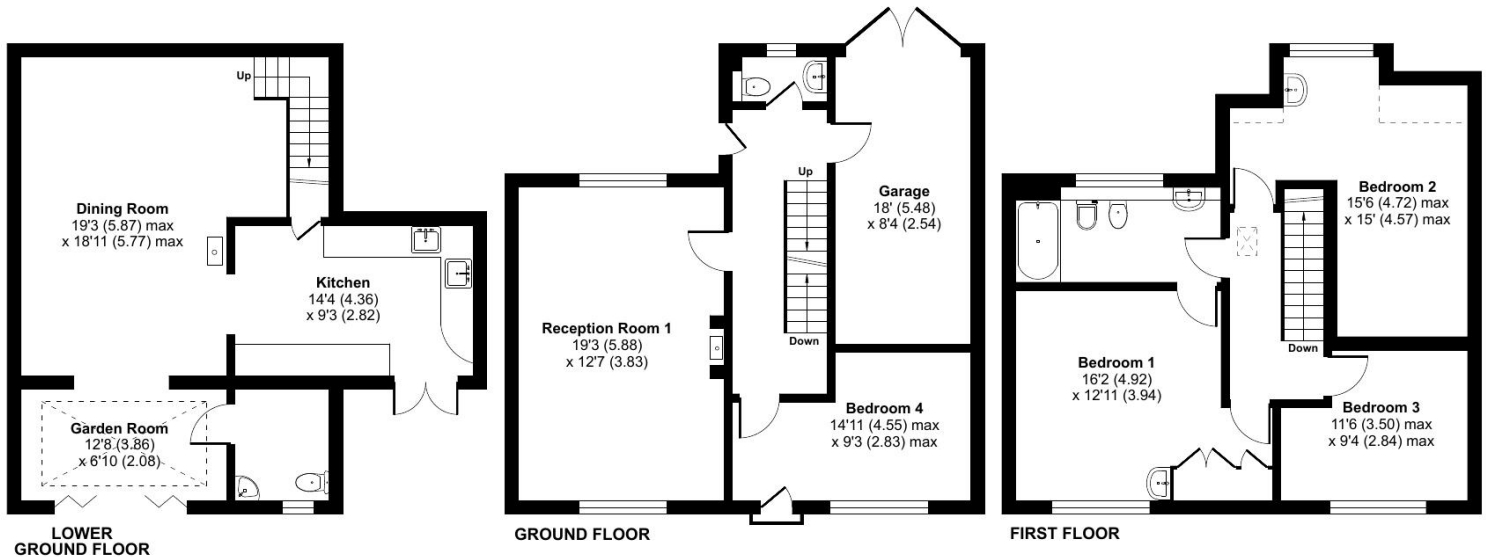 Up
Dining Room
19'3 (5.87) max
x 18'11 (5.77) max
Kitchen
14'4 (4.36)
x 9'3 (2.82)
Garden Room
12'8 (3.86)
x 6'10 (2.08)
LOWER
GROUND FLOOR
Up
Garage
18' (5.48)
x 8'4 (2.54)
Reception Room 1
19'3 (5.88)
x 12'7 (3.83)
Down
Bedroom 4
14'11 (4.55) max
x 9'3 (2.83) max
GROUND FLOOR
Bedroom 2
15'6 (4.72) max
x 15' (4.57) max
Down
Bedroom 1
16'2 (4.92)
x 12'11 (3.94)
Bedroom 3
11'6 (3.50) max
x 9'4 (2.84) max
FIRST FLOOR